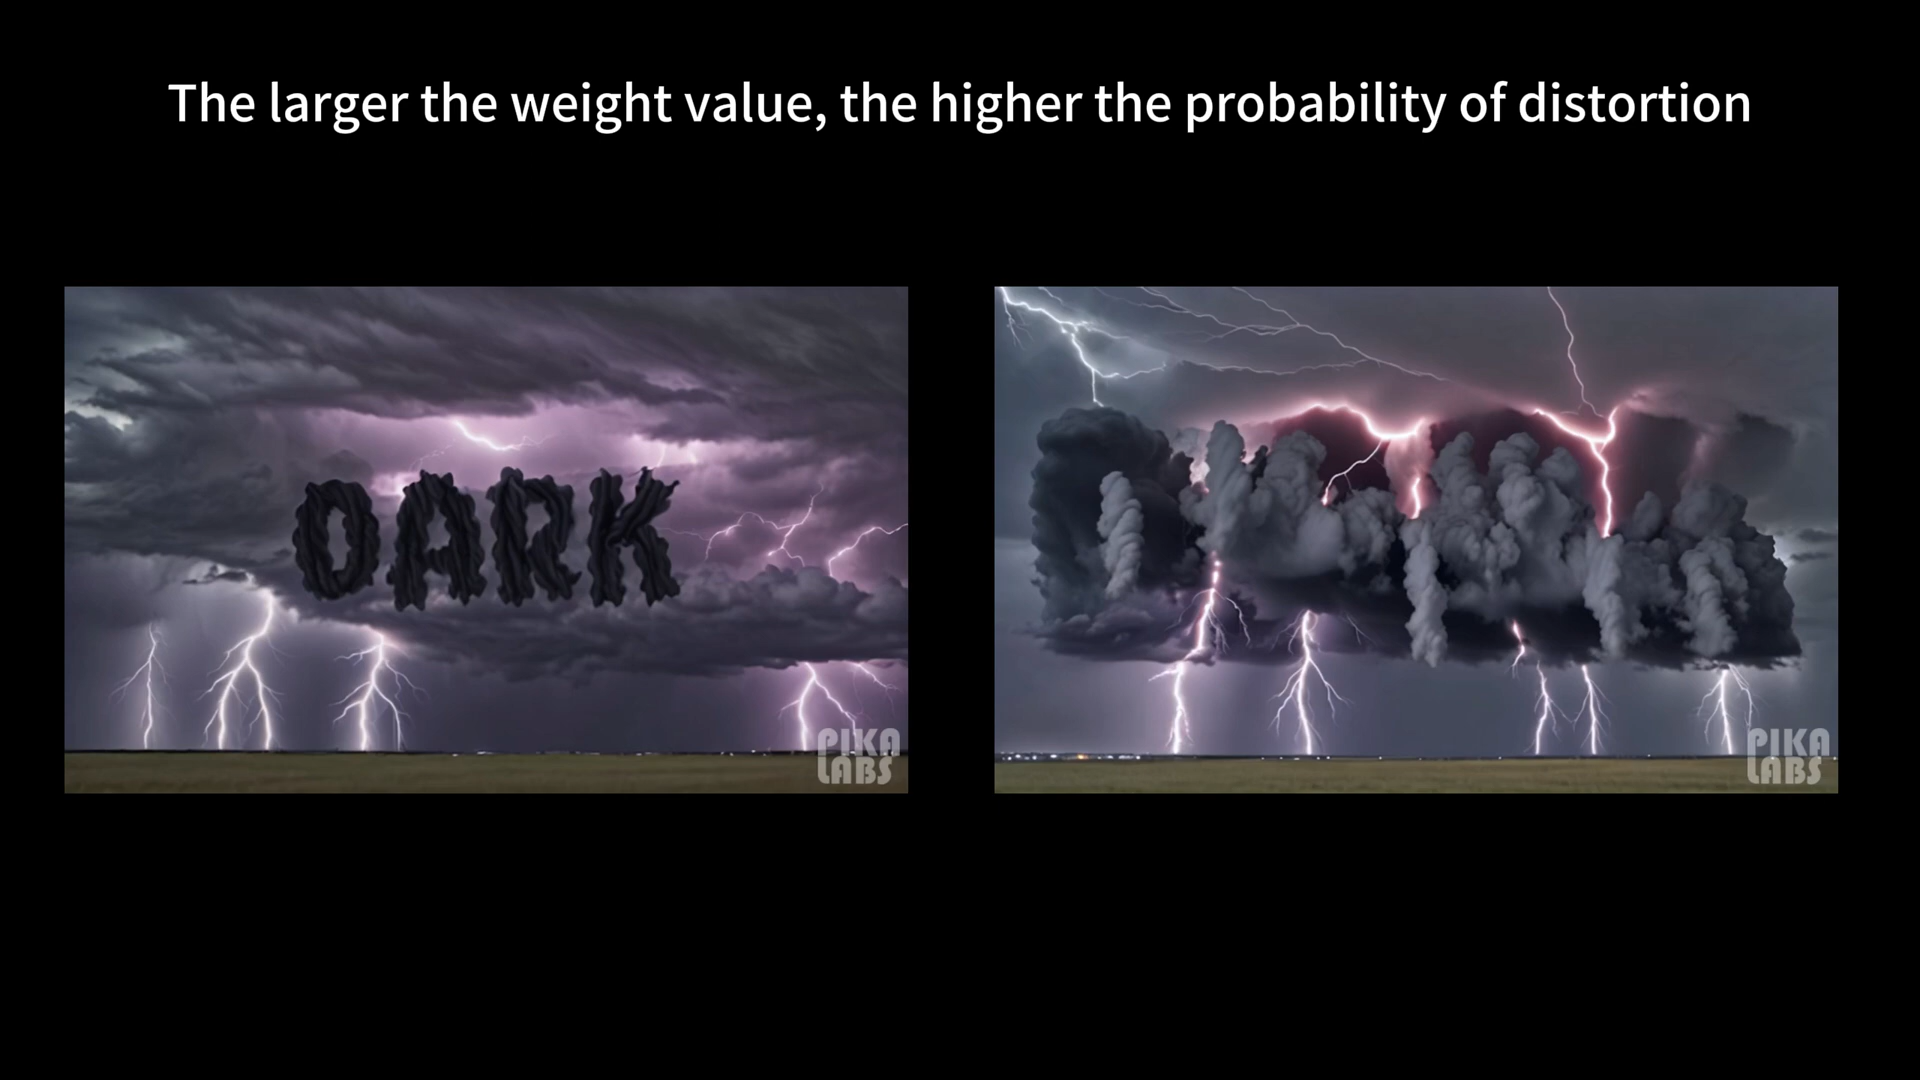 The larger the weight value, the higher the probability of distortion
DARK
PIKA
LABS
PIKA
LABS